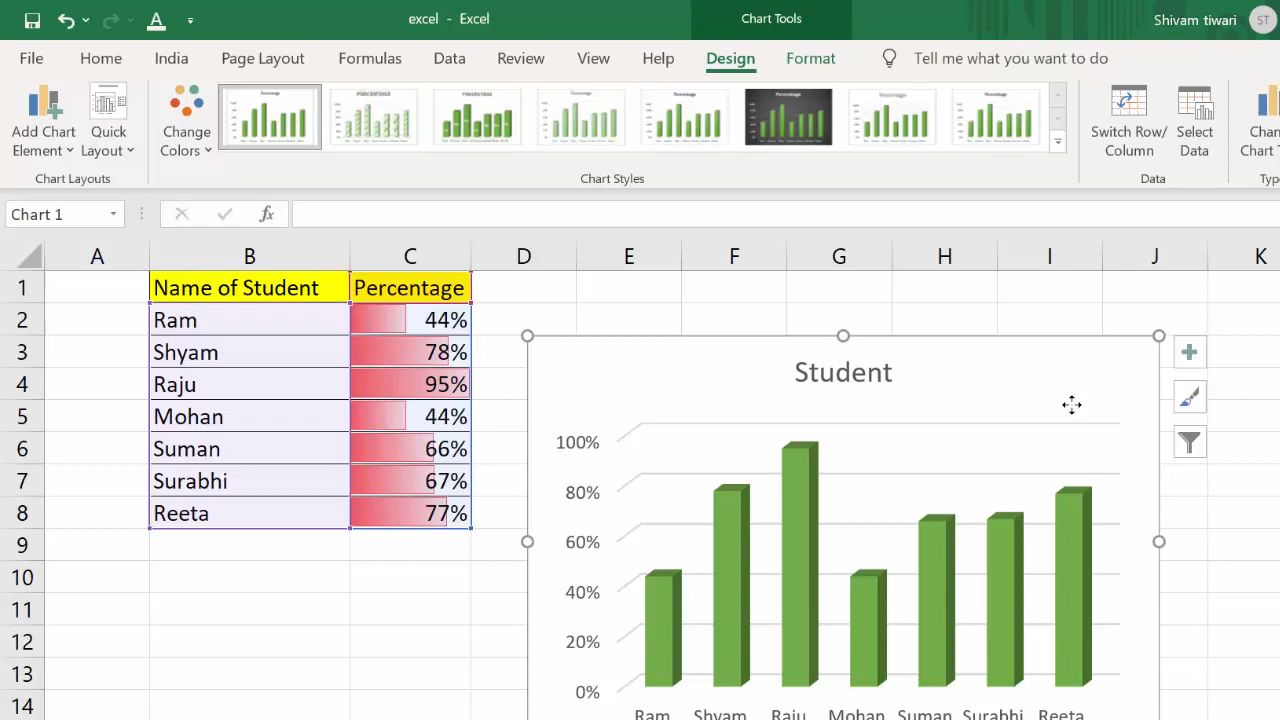 excel - Excel
Chart Tools
Shivam tiwari
ST
File
Home
India
Page Layout
Formulas
Data
Review
View
Help
Design
Format
Tell me what you want to do
Add Chart
Element
Quick
Layout
Change
Colors
Switch Row/
Column
Select
Data
Chan
Chart T
Chart Layouts
Chart Styles
Data
Typ
Chart 1
fx
A B C D E F G H I J K
1 Name of Student Percentage
2 Ram 44%
3 Shyam 78%
4 Raju 95%
5 Mohan 44%
6 Suman 66%
7 Surabhi 67%
8 Reeta 77%
9
10
11
12
13
14
Student
100%
80%
60%
40%
20%
0%
Ram Shyam Raju Mohan Suman Surabhi Reeta